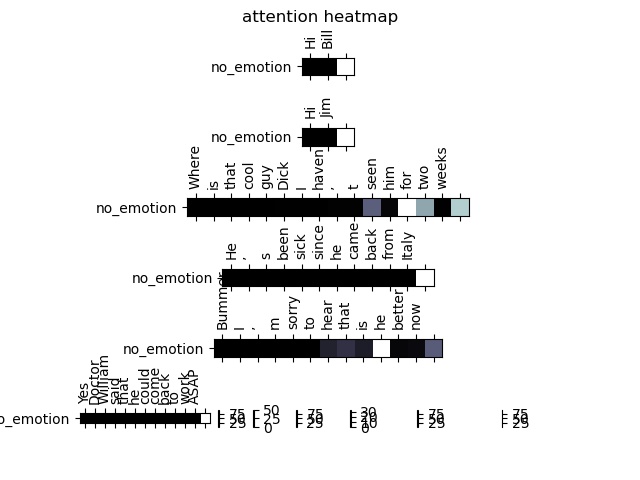 attention heatmap
Hi Bill
no_emotion
Hi Jim
no_emotion
Where is that cool guy Dick I haven ' t seen him for two weeks
no_emotion
He ' s been sick since he came back from Italy
no_emotion
Bummer I ' m sorry to hear that is he better now
no_emotion
Yes Doctor William said that he could come back to work ASAP
no_emotion